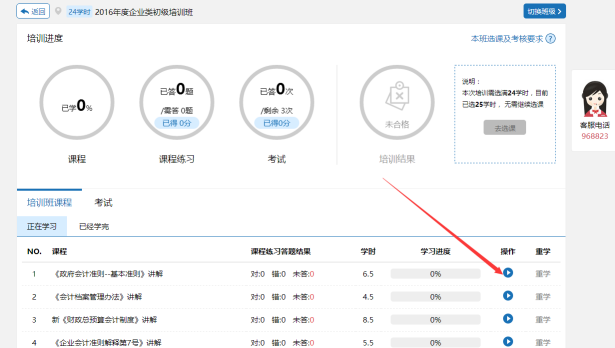 返回 24学时 2016年度企业类初级培训班 切换班级 >
培训进度 本班选课及考核要求 ?
已学0% 已答0题 已答0次 未合格
/需答 0题 /剩余 3次
已得 0分 已得0分
课程 课程练习 考试 培训结果
说明：
本次培训需选满24学时，目前
已选25学时，无需继续选课
去选课
客服电话
968823
培训班课程 考试
正在学习 已经学完
NO. 课程 课程练习答题结果 学时 学习进度 操作 重学
1 《政府会计准则--基本准则》讲解 对:0 错:0 未答:0 6.5 0% 重学
2 《会计档案管理办法》讲解 对:0 错:0 未答:0 4.5 0% 重学
3 新《财政总预算会计制度》讲解 对:0 错:0 未答:0 8.5 0% 重学
4 《企业会计准则解释第7号》讲解 对:0 错:0 未答:0 5.5 0% 重学